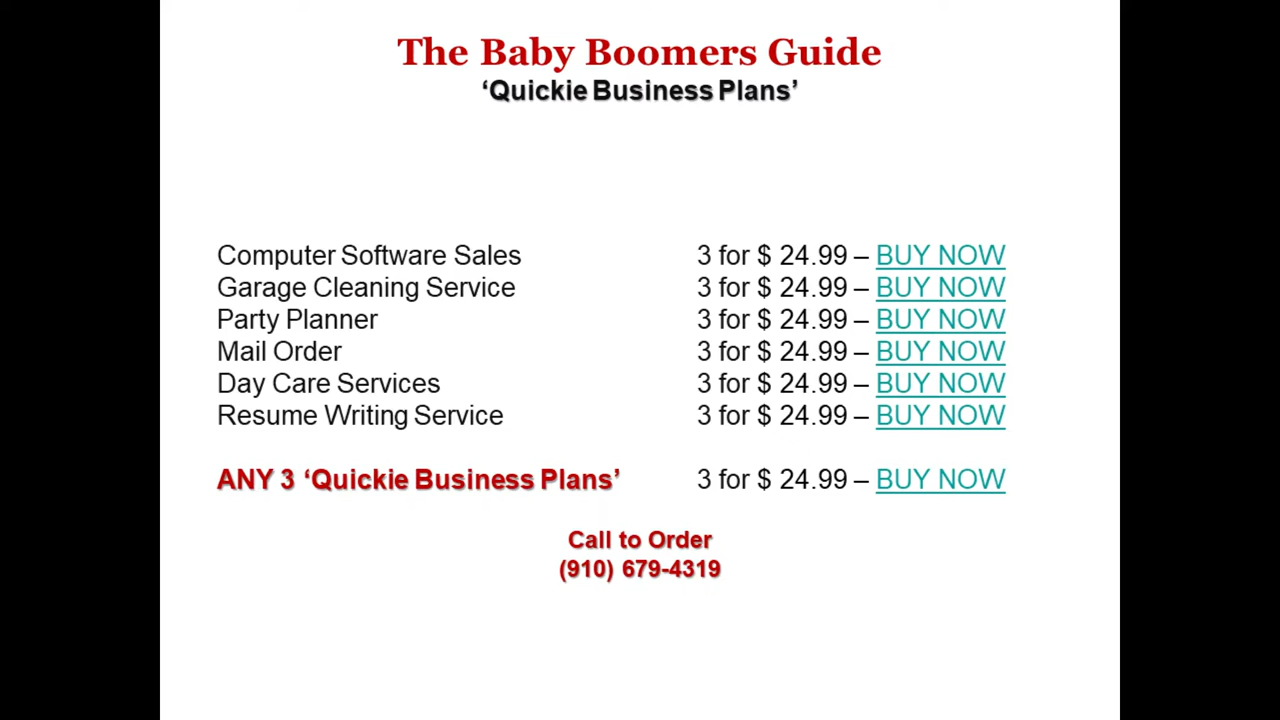 The Baby Boomers Guide
‘Quickie Business Plans’
Computer Software Sales 3 for $ 24.99 – BUY NOW
Garage Cleaning Service 3 for $ 24.99 – BUY NOW
Party Planner 3 for $ 24.99 – BUY NOW
Mail Order 3 for $ 24.99 – BUY NOW
Day Care Services 3 for $ 24.99 – BUY NOW
Resume Writing Service 3 for $ 24.99 – BUY NOW
ANY 3 ‘Quickie Business Plans’ 3 for $ 24.99 – BUY NOW
Call to Order
(910) 679-4319